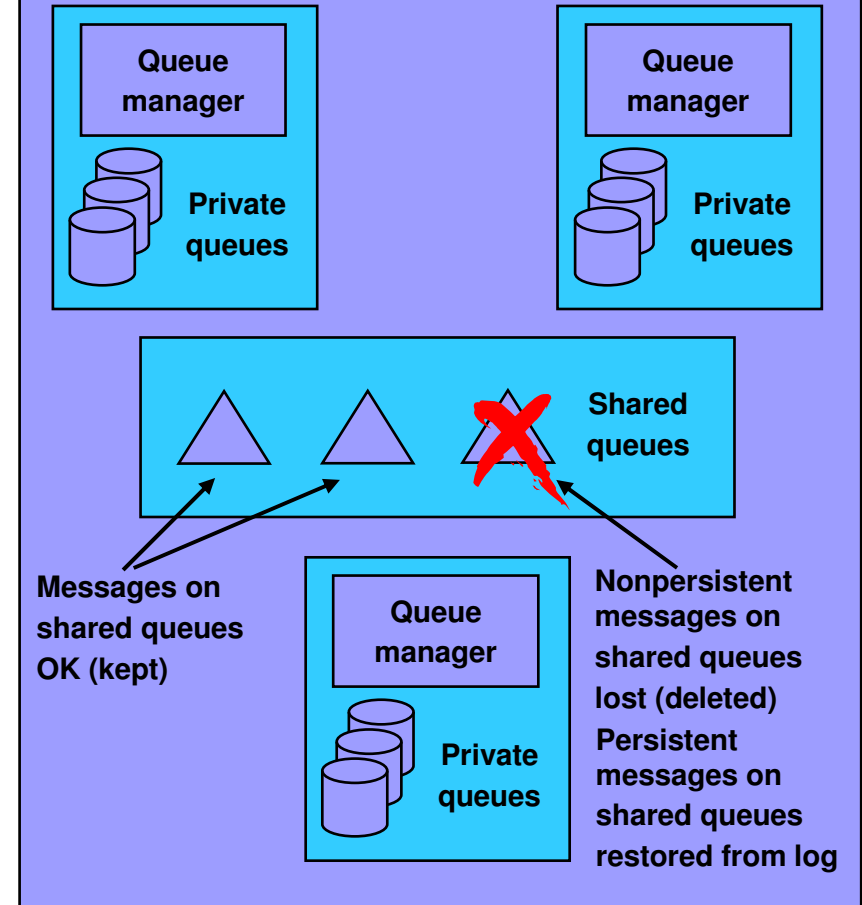 Queue
manager
Private
queues
Queue
manager
Private
queues
Shared
queues
Messages on
shared queues
OK (kept)
Queue
manager
Private
queues
Nonpersistent
messages on
shared queues
lost (deleted)
Persistent
messages on
shared queues
restored from log